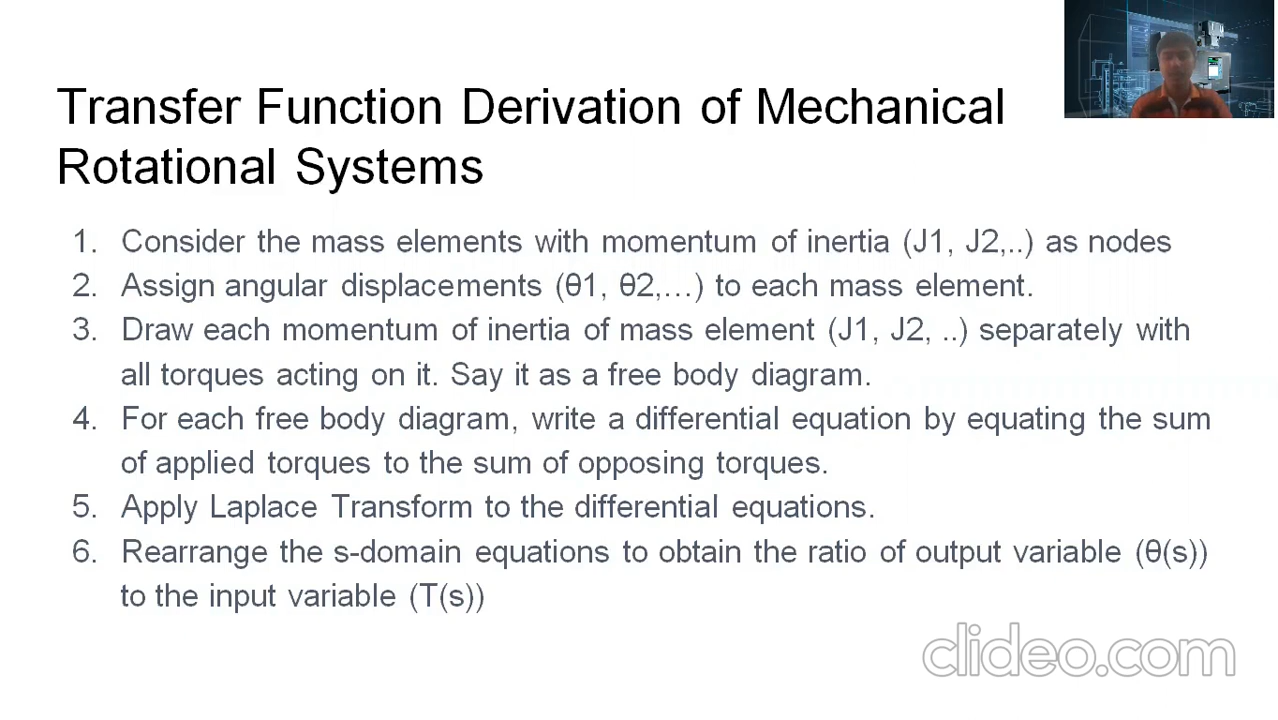 Transfer Function Derivation of Mechanical
Rotational Systems
1. Consider the mass elements with momentum of inertia (J1, J2,..) as nodes
2. Assign angular displacements (θ1, θ2,...) to each mass element.
3. Draw each momentum of inertia of mass element (J1, J2, ..) separately with
all torques acting on it. Say it as a free body diagram.
4. For each free body diagram, write a differential equation by equating the sum
of applied torques to the sum of opposing torques.
5. Apply Laplace Transform to the differential equations.
6. Rearrange the s-domain equations to obtain the ratio of output variable (θ(s))
to the input variable (T(s))
clideo.com